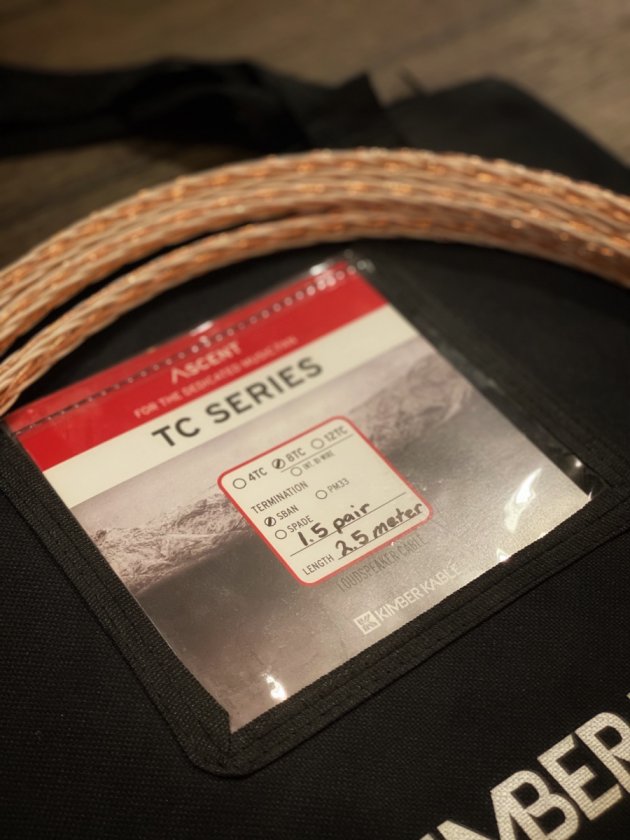 ASCENT
FOR THE DEDICATED MUSIC FAN
TC SERIES
4TC 8TC 12TC
INT. BI WIRE
TERMINATION
SBAN PM33
SPADE
1.5 pair
LENGTH 2.5 meter
LOUDSPEAKER CABLE
KIMBER KABLE
KIMBER